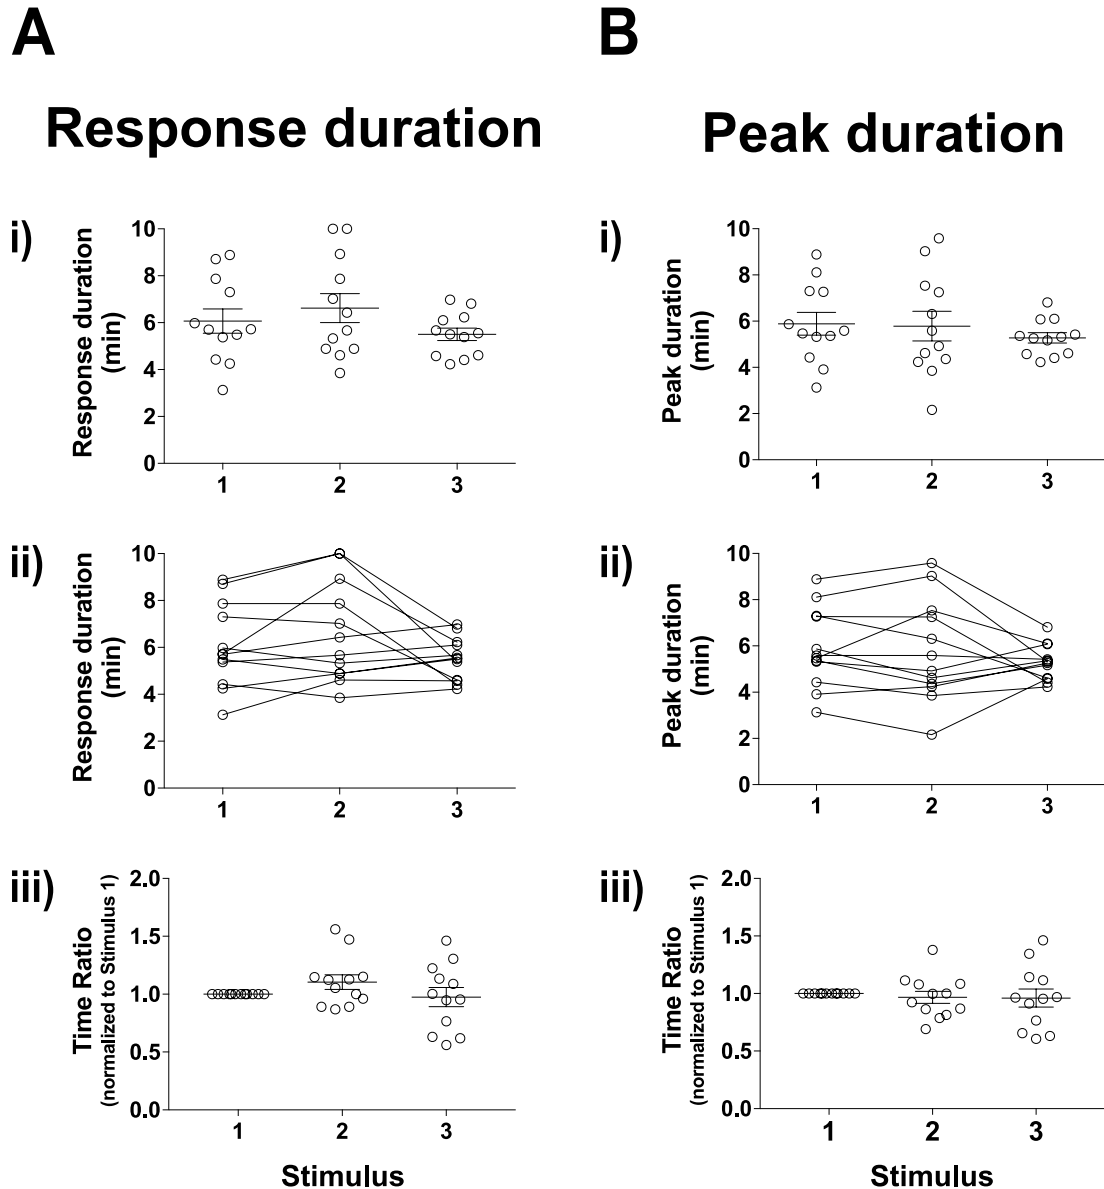 A
B
Response duration
Peak duration
i)
Response duration
(min)
10
8
6
4
2
0
1
2
3
i)
Peak duration
(min)
10
8
6
4
2
0
1
2
3
ii)
Response duration
(min)
10
8
6
4
2
0
1
2
3
ii)
Peak duration
(min)
10
8
6
4
2
0
1
2
3
iii)
Time Ratio
(normalized to Stimulus 1)
2.0
1.5
1.0
0.5
0.0
1
2
3
Stimulus
iii)
Time Ratio
(normalized to Stimulus 1)
2.0
1.5
1.0
0.5
0.0
1
2
3
Stimulus